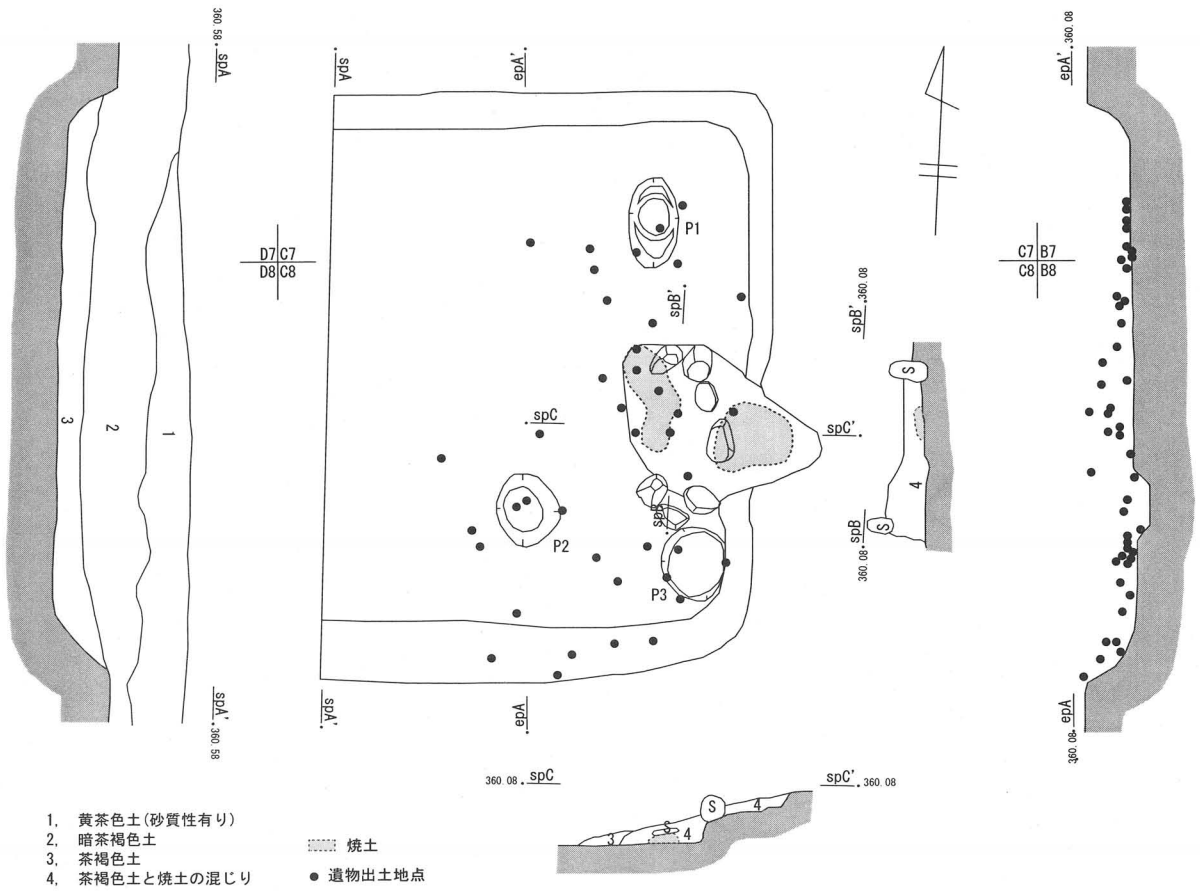 360.58
spA
spA
epA'
epA'
360.08
P1
D7 C7
D8 C8
C7 B7
C8 B8
spB'
spB'
360.08
S
3
2
1
spC
spC'
4
P2
spB
S
spB
360.08
P3
spA'
360.58
spA'
epA
epA
360.08
360.08 spC
spC' 360.08
S
4
S
3
4
1, 黄茶色土(砂質性有り)
2, 暗茶褐色土
3, 茶褐色土
4, 茶褐色土と焼土の混じり
焼土
遺物出土地点